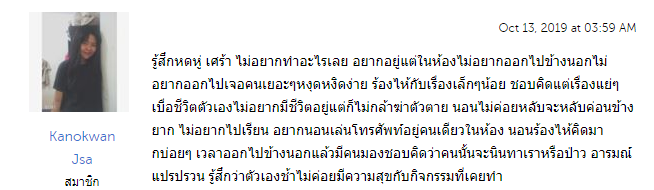 Oct 13, 2019 at 03:59 AM
รู้สึกหดหู่ เศร้า ไม่อยากทำอะไรเลย อยากอยู่แต่ในห้องไม่อยากออกไปข้างนอกไม่
อยากออกไปเจอคนเยอะๆหงุดหงิดง่าย ร้องไห้กับเรื่องเล็กๆน้อย ชอบคิดแต่เรื่องแย่ๆ
เบื่อชีวิตตัวเองไม่อยากมีชีวิตอยู่แต่ก็ไม่กล้าฆ่าตัวตาย นอนไม่ค่อยหลับจะหลับค่อนข้าง
ยาก ไม่อยากไปเรียน อยากนอนเล่นโทรศัพท์อยู่คนเดียวในห้อง นอนร้องไห้คิดมา
กบ่อยๆ เวลาออกไปข้างนอกแล้วมีคนมองชอบคิดว่าคนนั้นจะนินทาเราหรือป่าว อารมณ์
แปรปรวน รู้สึกว่าตัวเองช้าไม่ค่อยมีความสุขกับกิจกรรมที่เคยทำ
Kanokwan
Jsa
สมาชิก